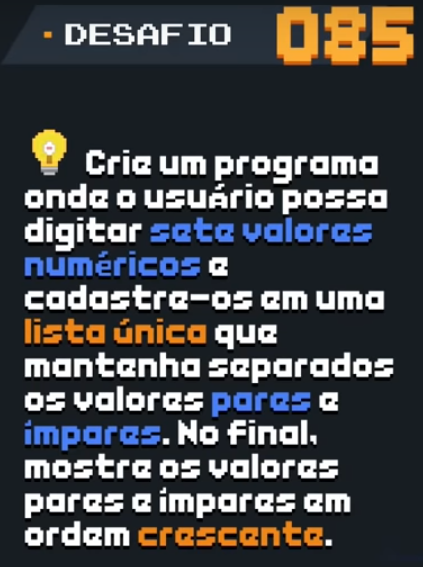 DESAFIO 085
Crie um programa
onde o usuário possa
digitar sete valores
numéricos e
cadastre-os em uma
lista única que
mantenha separados
os valores pares e
ímpares. No final,
mostre os valores
pares e ímpares em
ordem crescente.